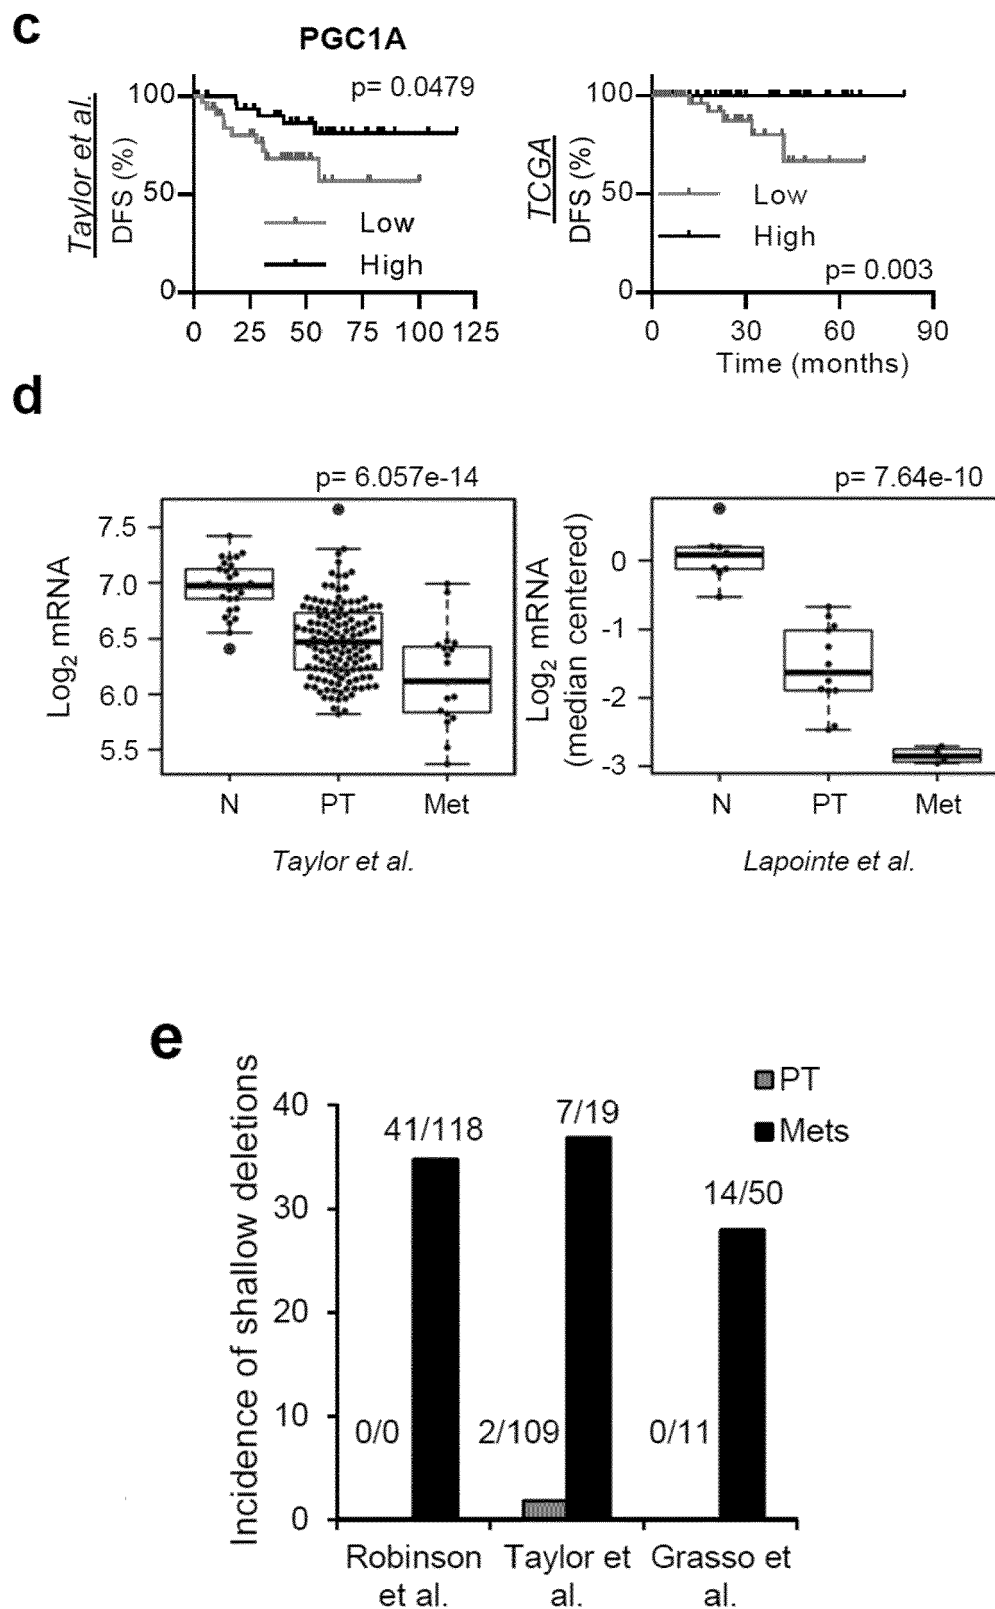 c
PGC1A
Taylor et al.
DFS (%)
100
50
0
p= 0.0479
Low
High
0 25 50 75 100 125
TCGA
DFS (%)
100
50
0
Low
High
p= 0.003
0 30 60 90
Time (months)
d
p= 6.057e-14
Log2 mRNA
7.5
7.0
6.5
6.0
5.5
N PT Met
Taylor et al.
p= 7.64e-10
Log2 mRNA
(median centered)
0
-1
-2
-3
N PT Met
Lapointe et al.
e
Incidence of shallow deletions
40
30
20
10
0
PT
Mets
41/118
7/19
14/50
0/0
2/109
0/11
Robinson
et al.
Taylor et
al.
Grasso et
al.